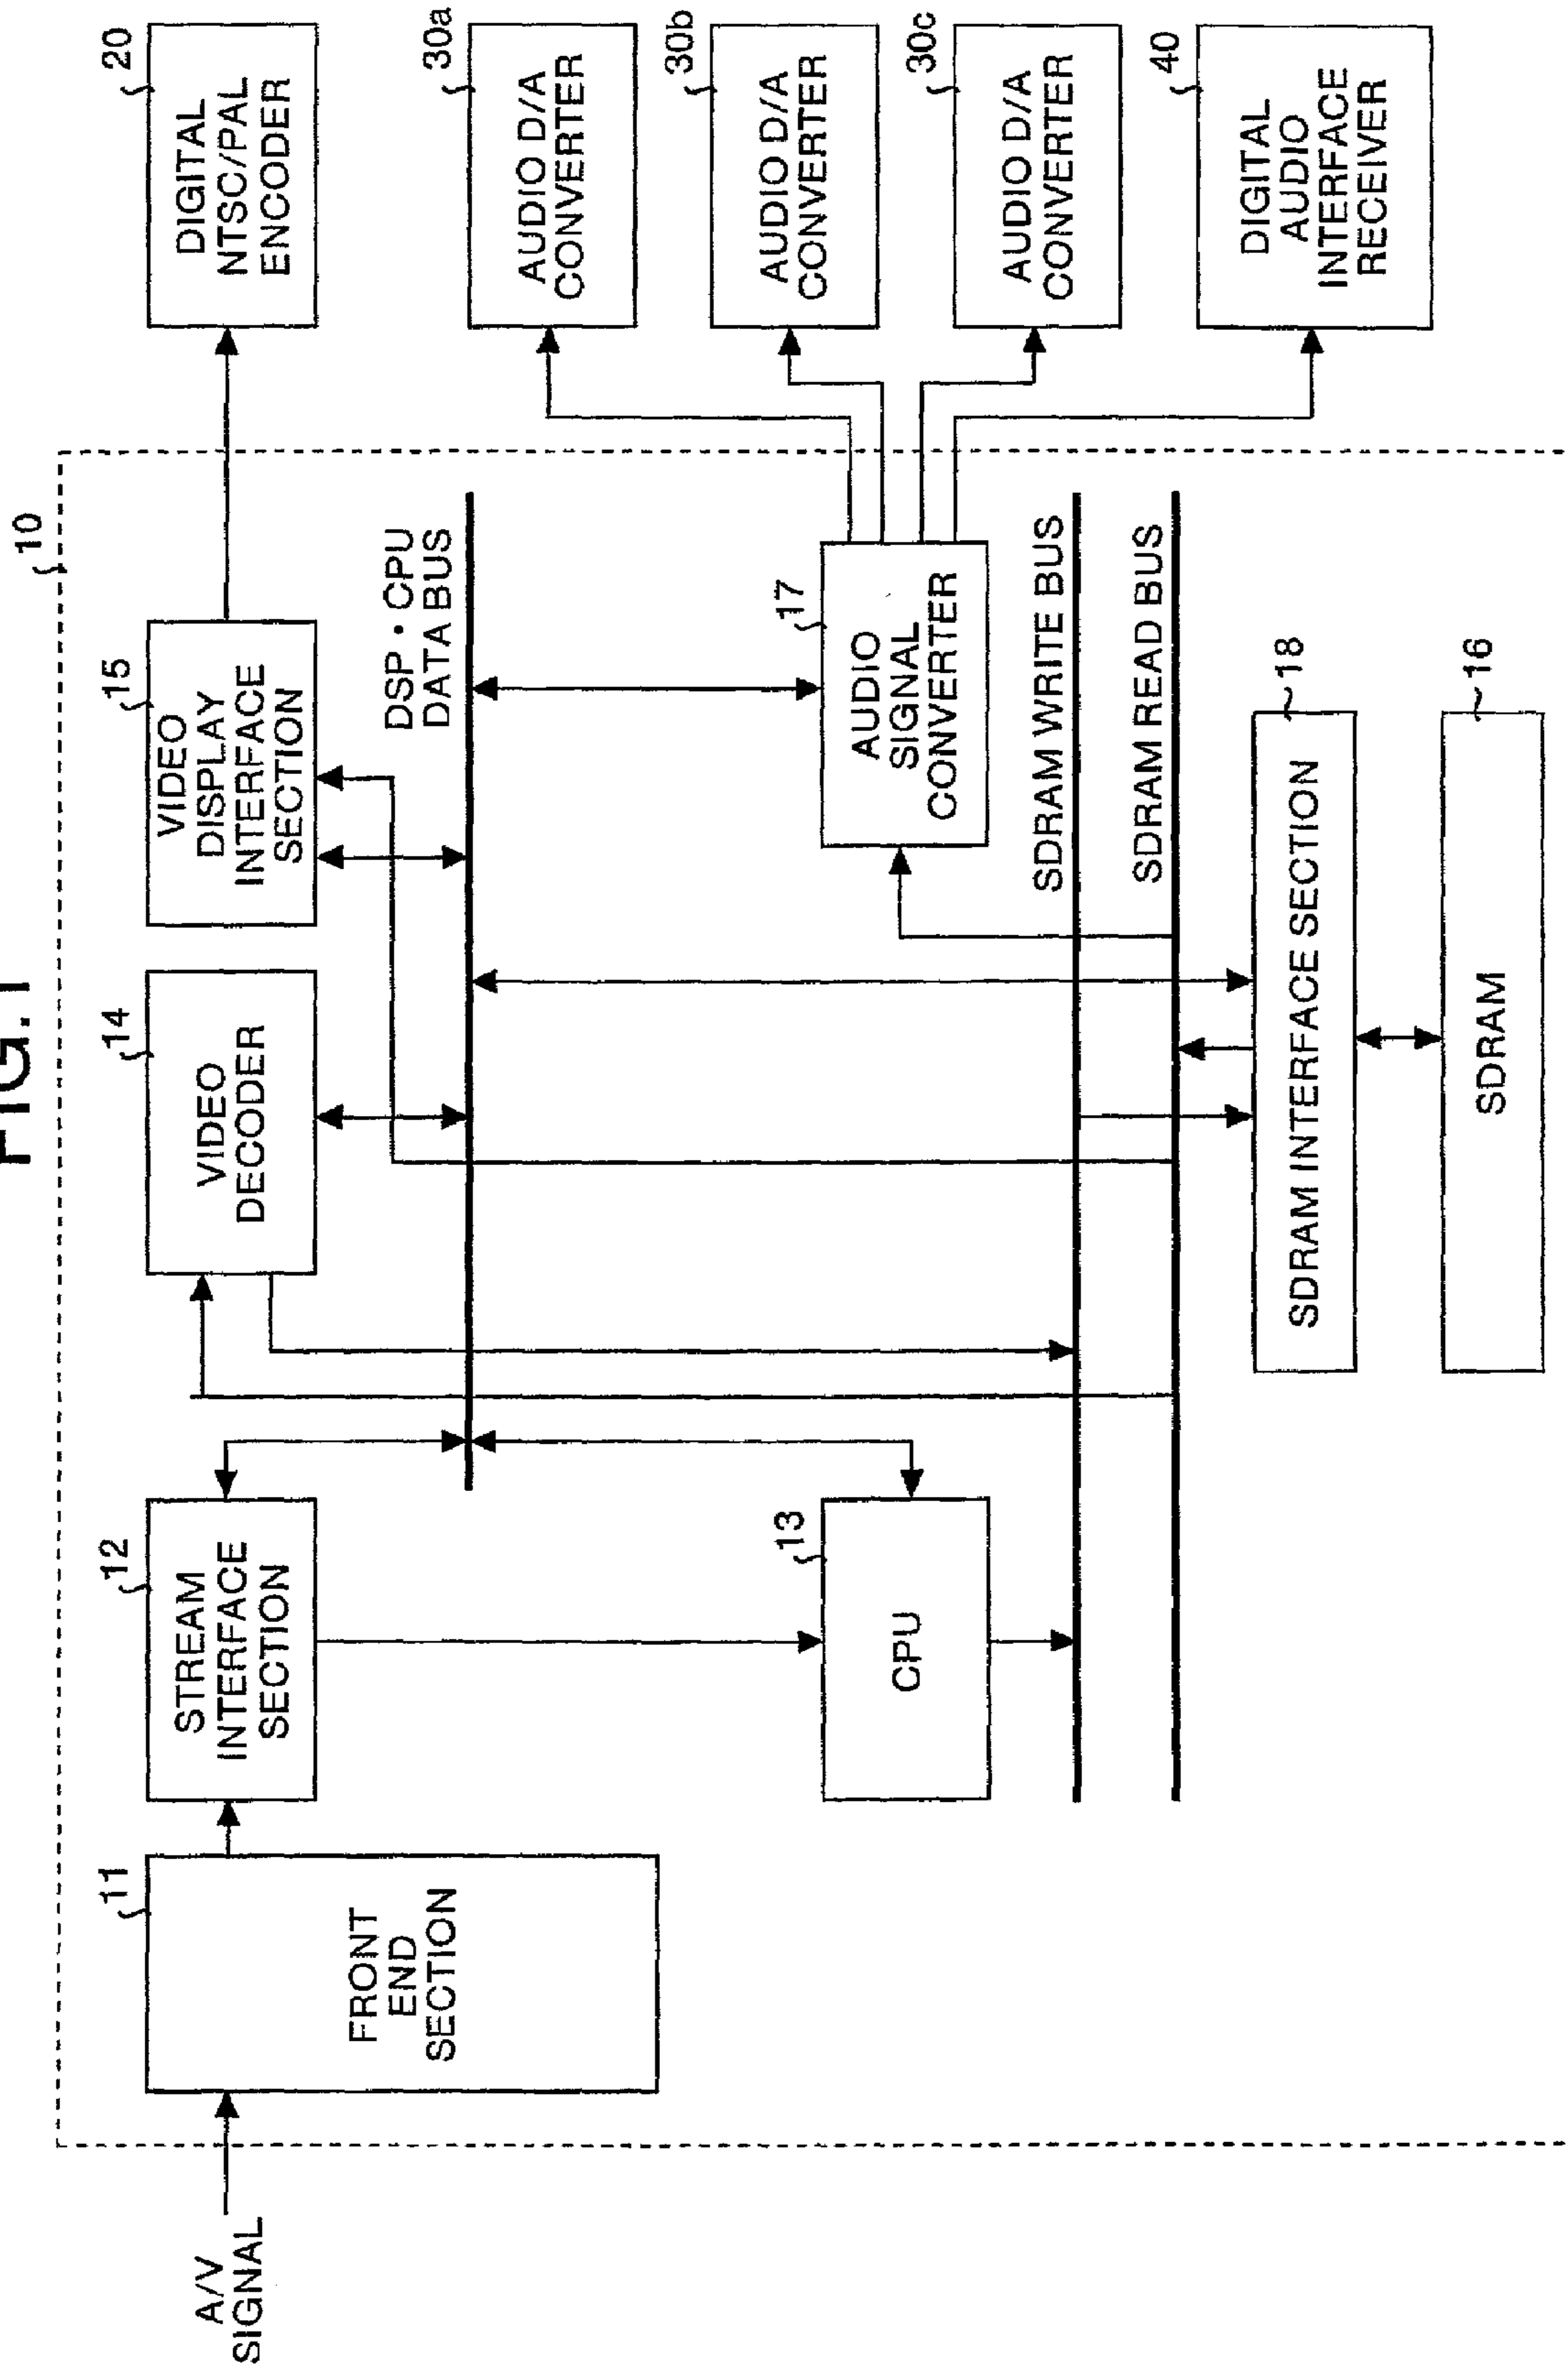 FIG.1
10
A/V
SIGNAL
11
FRONT
END
SECTION
12
STREAM
INTERFACE
SECTION
13
CPU
14
VIDEO
DECODER
15
VIDEO
DISPLAY
INTERFACE
SECTION
DSP・CPU
DATA BUS
17
AUDIO
SIGNAL
CONVERTER
SDRAM WRITE BUS
SDRAM READ BUS
18
SDRAM INTERFACE SECTION
16
SDRAM
20
DIGITAL
NTSC/PAL
ENCODER
30a
AUDIO D/A
CONVERTER
30b
AUDIO D/A
CONVERTER
30c
AUDIO D/A
CONVERTER
40
DIGITAL
AUDIO
INTERFACE
RECEIVER